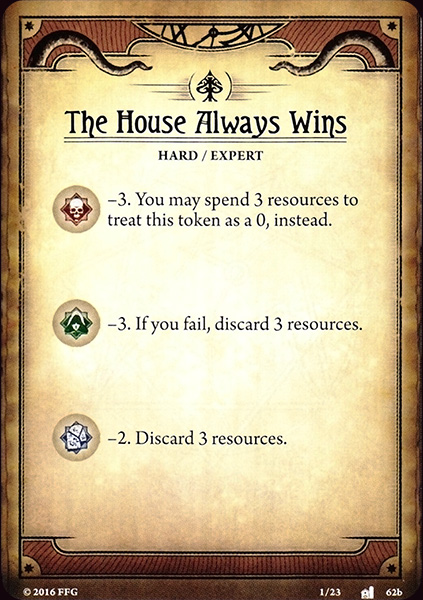 The House Always Wins
HARD / EXPERT
–3. You may spend 3 resources to
treat this token as a 0, instead.
–3. If you fail, discard 3 resources.
–2. Discard 3 resources.
© 2016 FFG
1/23
62b